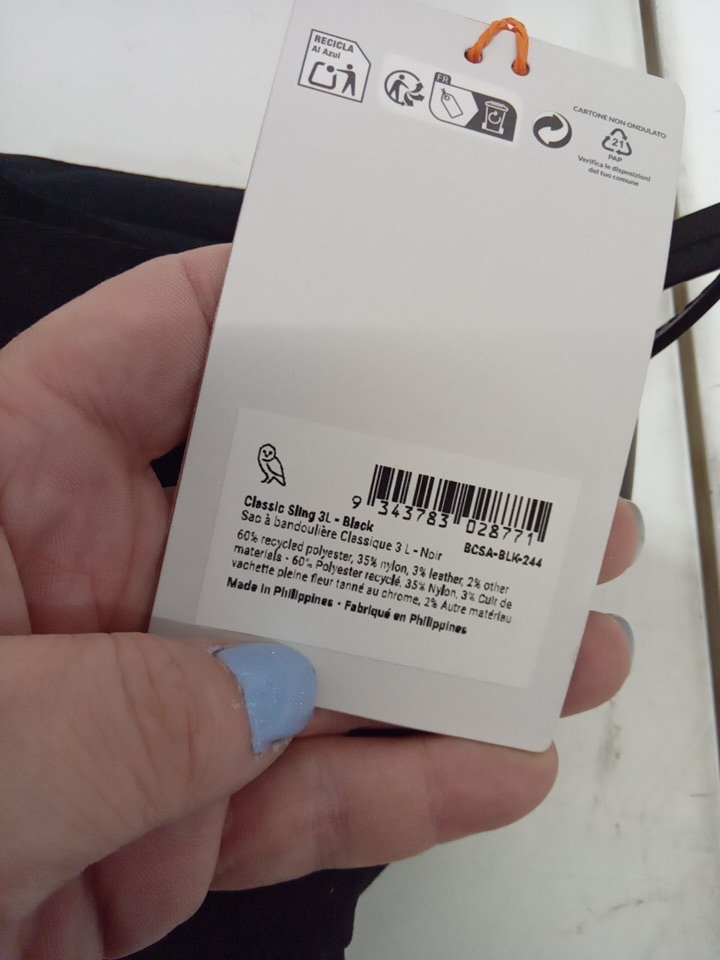 RECICLA
Al Azul
FR
CARTONE NON ONDULATO
21
PAP
Verifica le disposizioni
del tuo comune
9 343783 028771
Classic Sling 3L - Black
BCSA-BLK-244
Sac à bandoulière Classique 3 L - Noir
60% recycled polyester, 35% nylon, 3% leather, 2% other
materials • 60% Polyester recyclé, 35% Nylon, 3% Cuir de
vachette pleine fleur tanné au chrome, 2% Autre matériau
Made in Philippines • Fabriqué en Philippines